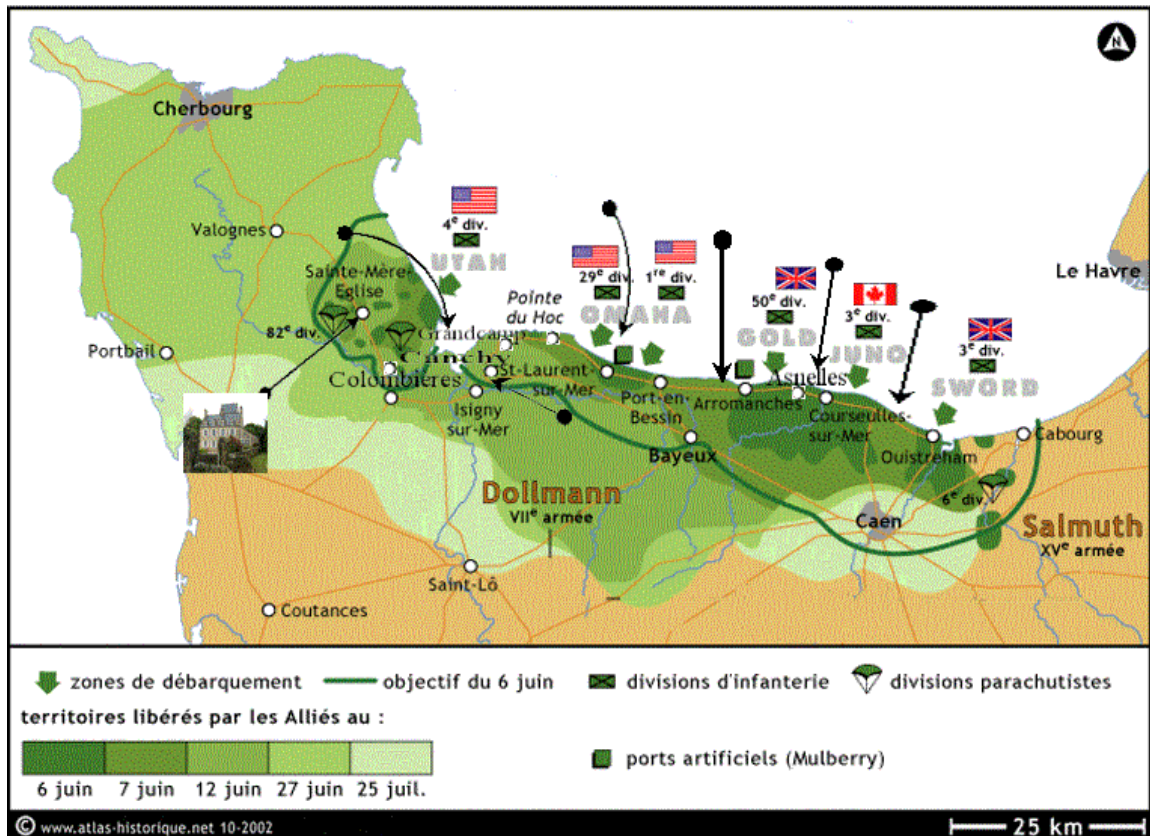 N
Cherbourg
4e div.
Valognes
UTAH
29e div.
1re div.
Le Havre
Sainte-Mère-
Eglise
Pointe
du Hoc
OMAHA
50e div.
3e div.
GOLD
JUNO
3e div.
82e div.
Grandcamp
SWORD
Portbail
Canchy
Colombières
St-Laurent-
sur-Mer
Asnelles
Isigny
sur-Mer
Port-en-
Bessin
Arromanches
Courseulles-
sur-Mer
Cabourg
Bayeux
Ouistreham
Dollmann
VIIe armée
6e div.
Caen
Salmuth
XVe armée
Saint-Lô
Coutances
zones de débarquement
objectif du 6 juin
divisions d'infanterie
divisions parachutistes
territoires libérés par les Alliés au :
6 juin 7 juin 12 juin 27 juin 25 juil.
ports artificiels (Mulberry)
© www.atlas-historique.net 10-2002
25 km